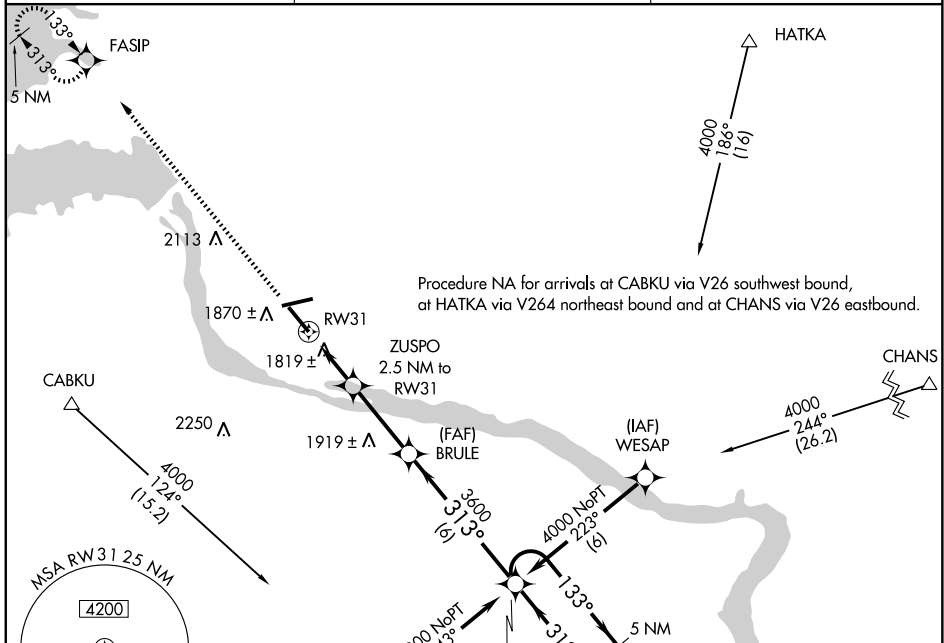 133°
313°
FASIP
5 NM
HATKA
4000
186°
(16)
2113
Procedure NA for arrivals at CABKU via V26 southwest bound,
at HATKA via V264 northeast bound and at CHANS via V26 eastbound.
1870 ±
RW31
1819 ±
ZUSPO
2.5 NM to
RW31
CHANS
4000
244°
(26.2)
CABKU
2250
1919 ±
(FAF)
BRULE
(IAF)
WESAP
4000
124°
(15.2)
3600
313°
(6)
4000 NoPT
223°
(6)
MSA RW31 25 NM
4200
133°
5 NM